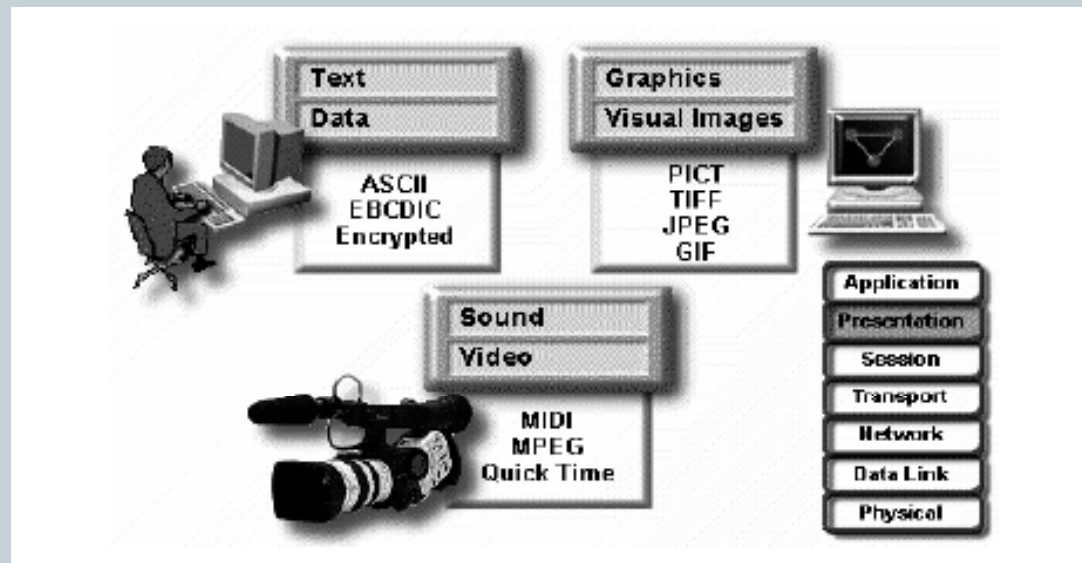 Text
Data
ASCII
EBCDIC
Encrypted
Graphics
Visual Images
PICT
TIFF
JPEG
GIF
Sound
Video
MIDI
MPEG
Quick Time
Application
Presentation
Session
Transport
Network
Data Link
Physical